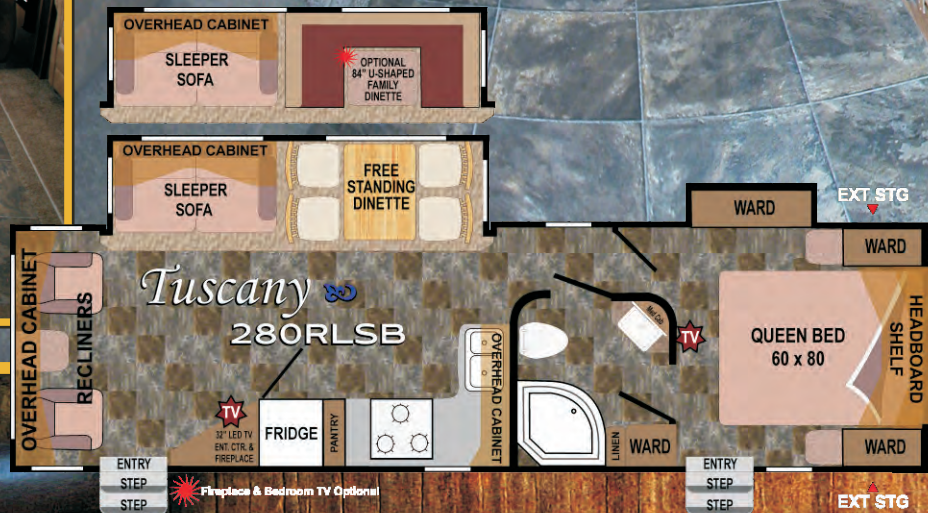 OVERHEAD CABINET
SLEEPER
SOFA
OPTIONAL
84" U-SHAPED
FAMILY
DINETTE
OVERHEAD CABINET
SLEEPER
SOFA
FREE
STANDING
DINETTE
WARD
EXT STG
WARD
OVERHEAD CABINET
RECLINERS
Tuscany
280RLSB
Med. Cab.
TV
QUEEN BED
60 x 80
HEADBOARD
SHELF
OVERHEAD CABINET
TV
32" LED TV
ENT. CTR. &
FIREPLACE.
FRIDGE
PANTRY
LINEN
WARD
WARD
ENTRY
STEP
STEP
Fireplace & Bedroom TV Optional
ENTRY
STEP
STEP
EXT STG